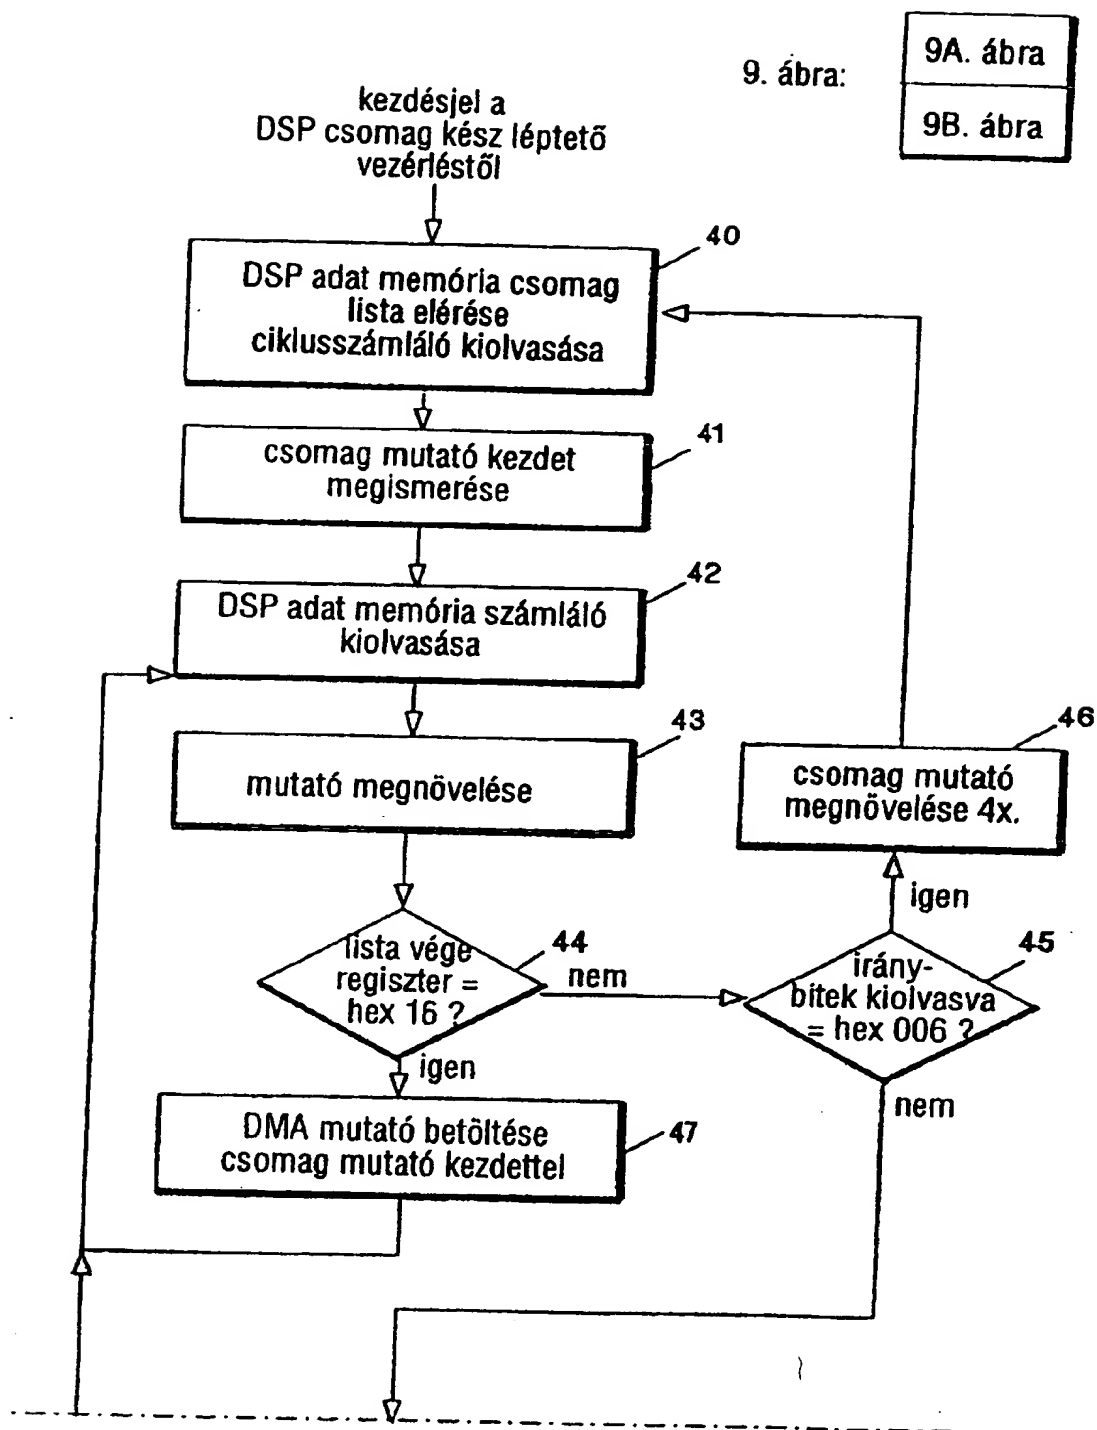 9. ábra:
9A. ábra
9B. ábra
kezdésjel a
DSP csomag kész léptető
vezérléstől
40
DSP adat memória csomag
lista elérése
ciklusszámláló kiolvasása
41
csomag mutató kezdet
megismerése
42
DSP adat memória számláló
kiolvasása
43
mutató megnövelése
46
csomag mutató
megnövelése 4x.
igen
44
lista vége
regiszter =
hex 16 ?
nem
45
irány-
bitek kiolvasva
= hex 006 ?
igen
nem
47
DMA mutató betöltése
csomag mutató kezdettel